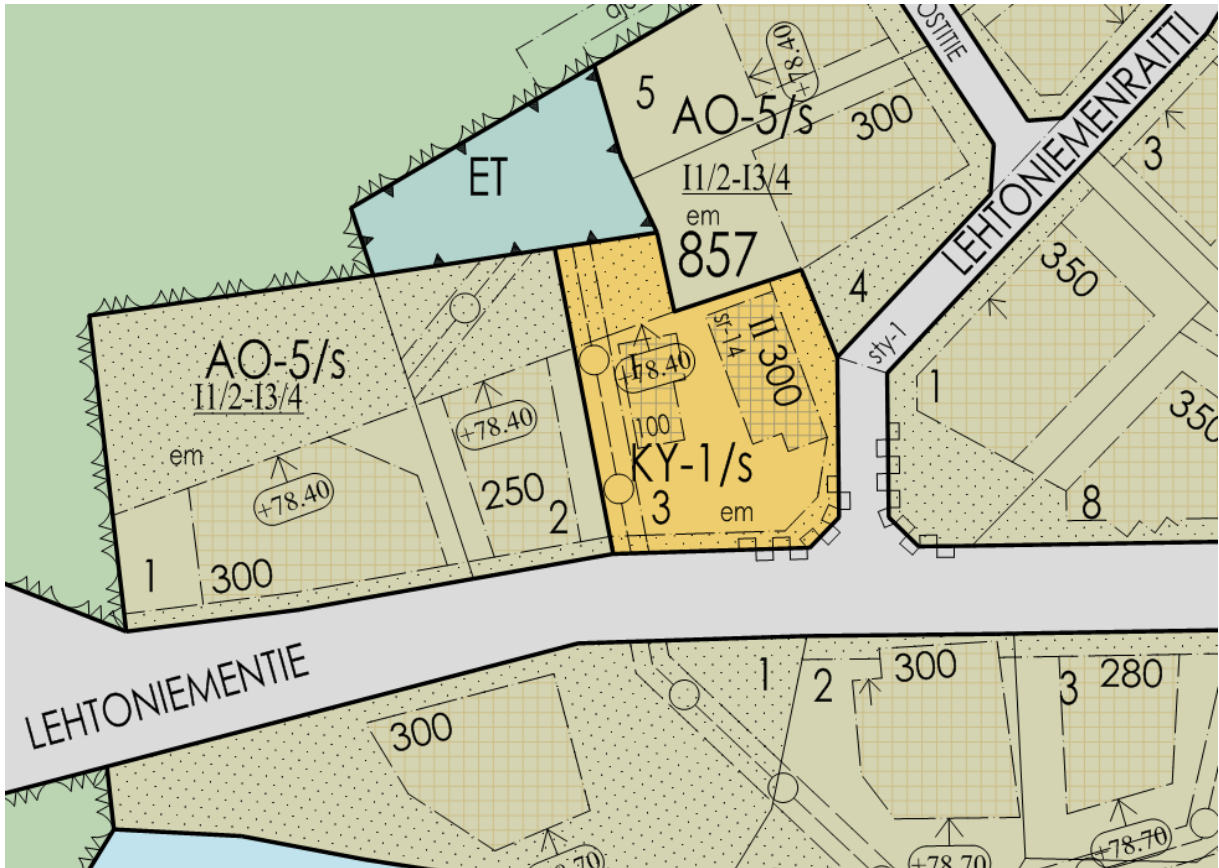 +78.40
5
AO-5/s
300
I1/2-I3/4
em
857
4
ET
LEHTONIEMENRAITTI
OSTITIE
sty-1
3
350
1
350
8
AO-5/s
I1/2-I3/4
em
+78.40
1
300
+78.40
250
2
I
+78.40
100
sr-14
II 300
KY-1/s
3
em
LEHTONIEMENTIE
300
1
2
300
3
280
+78.70
+78.70